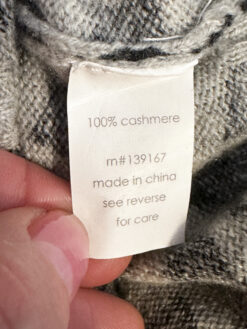 100% cashmere
rn#139167
made in china
see reverse
for care